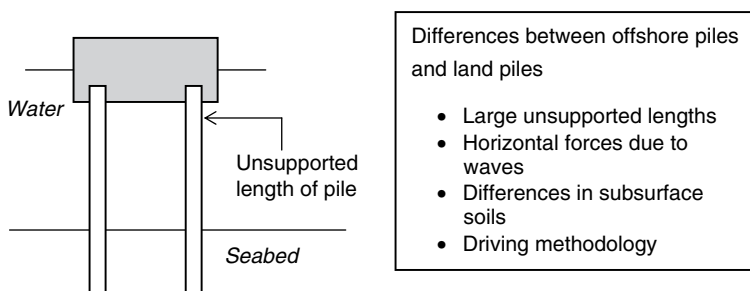 Water
Unsupported
length of pile
Seabed
Differences between offshore piles
and land piles
• Large unsupported lengths
• Horizontal forces due to
waves
• Differences in subsurface
soils
• Driving methodology